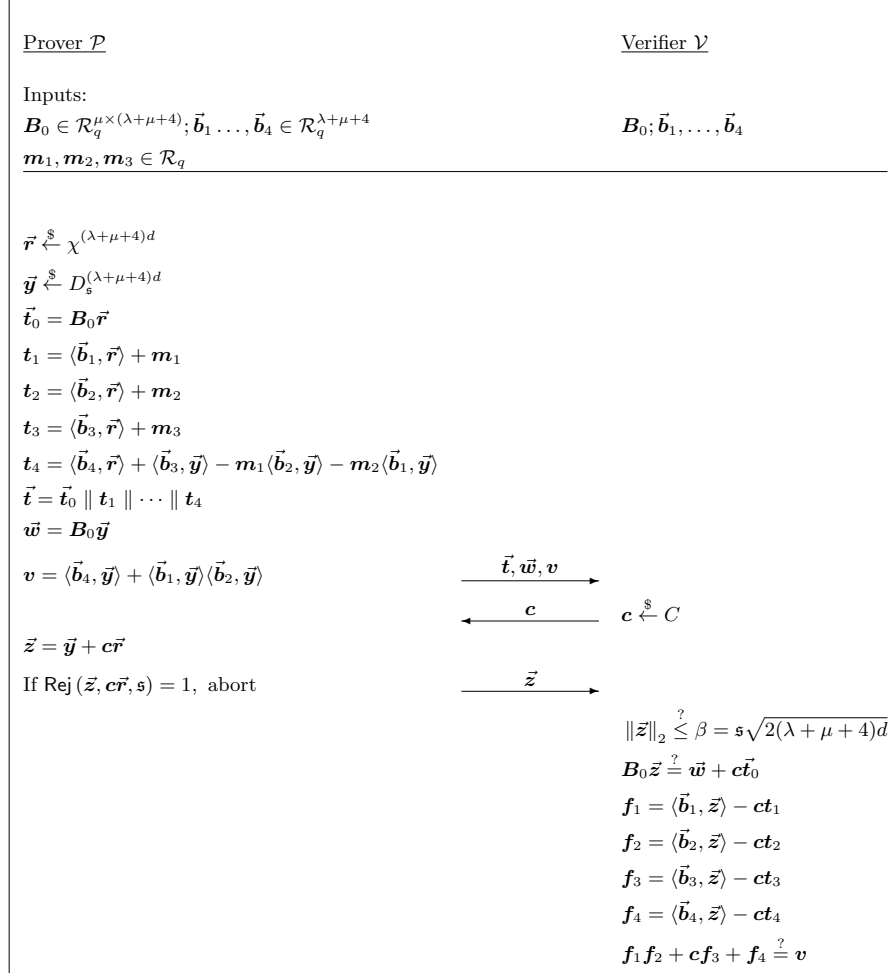 Prover 𝒫 Verifier 𝒱
Inputs:
𝑩₀ ∈ ℛ_q^{μ×(λ+μ+4)}; 𝒃⃗₁ …, 𝒃⃗₄ ∈ ℛ_q^{λ+μ+4} 𝑩₀; 𝒃⃗₁, …, 𝒃⃗₄
𝒎₁, 𝒎₂, 𝒎₃ ∈ ℛ_q
𝒓⃗ ←^{$} χ^{(λ+μ+4)d}
𝒚⃗ ←^{$} D_𝔰^{(λ+μ+4)d}
𝒕⃗₀ = 𝑩₀𝒓⃗
𝒕₁ = ⟨𝒃⃗₁, 𝒓⃗⟩ + 𝒎₁
𝒕₂ = ⟨𝒃⃗₂, 𝒓⃗⟩ + 𝒎₂
𝒕₃ = ⟨𝒃⃗₃, 𝒓⃗⟩ + 𝒎₃
𝒕₄ = ⟨𝒃⃗₄, 𝒓⃗⟩ + ⟨𝒃⃗₃, 𝒚⃗⟩ − 𝒎₁⟨𝒃⃗₂, 𝒚⃗⟩ − 𝒎₂⟨𝒃⃗₁, 𝒚⃗⟩
𝒕⃗ = 𝒕⃗₀ ∥ 𝒕₁ ∥ ⋯ ∥ 𝒕₄
𝒘⃗ = 𝑩₀𝒚⃗
𝒗 = ⟨𝒃⃗₄, 𝒚⃗⟩ + ⟨𝒃⃗₁, 𝒚⃗⟩⟨𝒃⃗₂, 𝒚⃗⟩ 𝒕⃗, 𝒘⃗, 𝒗
𝒄 𝒄 ←^{$} C
𝒛⃗ = 𝒚⃗ + 𝒄𝒓⃗
If Rej (𝒛⃗, 𝒄𝒓⃗, 𝔰) = 1, abort 𝒛⃗
‖𝒛⃗‖₂ ≤^{?} β = 𝔰√(2(λ + μ + 4)d)
𝑩₀𝒛⃗ =^{?} 𝒘⃗ + 𝒄𝒕⃗₀
𝒇₁ = ⟨𝒃⃗₁, 𝒛⃗⟩ − 𝒄𝒕₁
𝒇₂ = ⟨𝒃⃗₂, 𝒛⃗⟩ − 𝒄𝒕₂
𝒇₃ = ⟨𝒃⃗₃, 𝒛⃗⟩ − 𝒄𝒕₃
𝒇₄ = ⟨𝒃⃗₄, 𝒛⃗⟩ − 𝒄𝒕₄
𝒇₁𝒇₂ + 𝒄𝒇₃ + 𝒇₄ =^{?} 𝒗